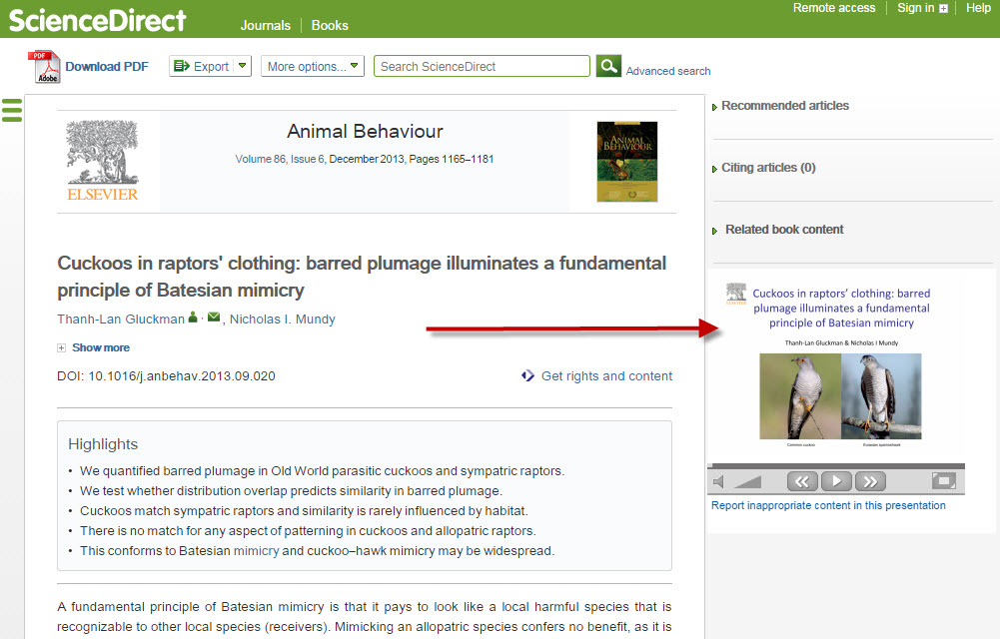 ScienceDirect
Journals
Books
Remote access
Sign in
Help
PDF
Adobe
Download PDF
Export
More options...
Search ScienceDirect
Advanced search
ELSEVIER
Animal Behaviour
Volume 86, Issue 6, December 2013, Pages 1165–1181
ANIMAL
BEHAVIOUR
Cuckoos in raptors' clothing: barred plumage illuminates a fundamental
principle of Batesian mimicry
Thanh-Lan Gluckman · , Nicholas I. Mundy
Show more
DOI: 10.1016/j.anbehav.2013.09.020
Get rights and content
Highlights
• We quantified barred plumage in Old World parasitic cuckoos and sympatric raptors.
• We test whether distribution overlap predicts similarity in barred plumage.
• Cuckoos match sympatric raptors and similarity is rarely influenced by habitat.
• There is no match for any aspect of patterning in cuckoos and allopatric raptors.
• This conforms to Batesian mimicry and cuckoo–hawk mimicry may be widespread.
A fundamental principle of Batesian mimicry is that it pays to look like a local harmful species that is
recognizable to other local species (receivers). Mimicking an allopatric species confers no benefit, as it is
Recommended articles
Citing articles (0)
Related book content
ELSEVIER
Cuckoos in raptors' clothing: barred
plumage illuminates a fundamental
principle of Batesian mimicry
Thanh-Lan Gluckman & Nicholas I Mundy
Common cuckoo
Eurasian sparrowhawk
Report inappropriate content in this presentation